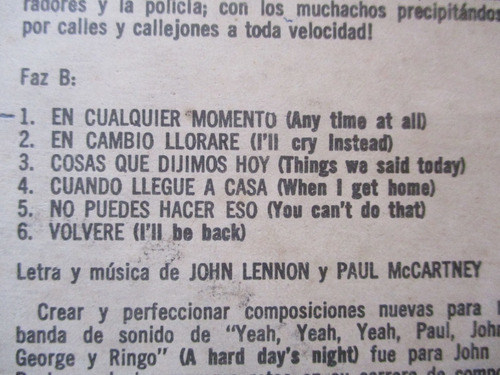 radores y la policía; con los muchachos precipitándos
por calles y callejones a toda velocidad!
Faz B:
1. EN CUALQUIER MOMENTO (Any time at all)
2. EN CAMBIO LLORARE (I'll cry Instead)
3. COSAS QUE DIJIMOS HOY (Things we said today)
4. CUANDO LLEGUE A CASA (When I get home)
5. NO PUEDES HACER ESO (You can't do that)
6. VOLVERE (I'll be back)
Letra y música de JOHN LENNON y PAUL McCARTNEY
Crear y perfeccionar composiciones nuevas para
banda de sonido de "Yeah, Yeah, Yeah, Paul, John
George y Ringo" (A hard day's night) fue para John